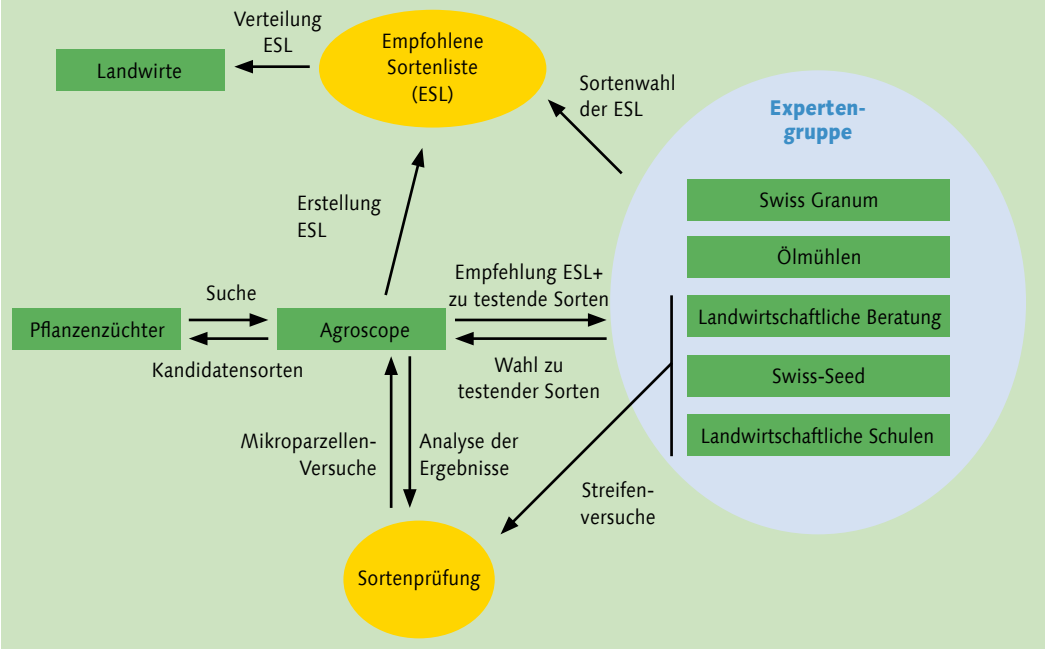 Verteilung
ESL
Landwirte
Empfohlene
Sortenliste
(ESL)
Sortenwahl
der ESL
Experten-
gruppe
Swiss Granum
Ölmühlen
Landwirtschaftliche Beratung
Swiss-Seed
Landwirtschaftliche Schulen
Erstellung
ESL
Empfehlung ESL+
zu testende Sorten
Suche
Pflanzenzüchter
Agroscope
Kandidatensorten
Wahl zu
testender Sorten
Mikroparzellen-
Versuche
Analyse der
Ergebnisse
Streifen-
versuche
Sortenprüfung